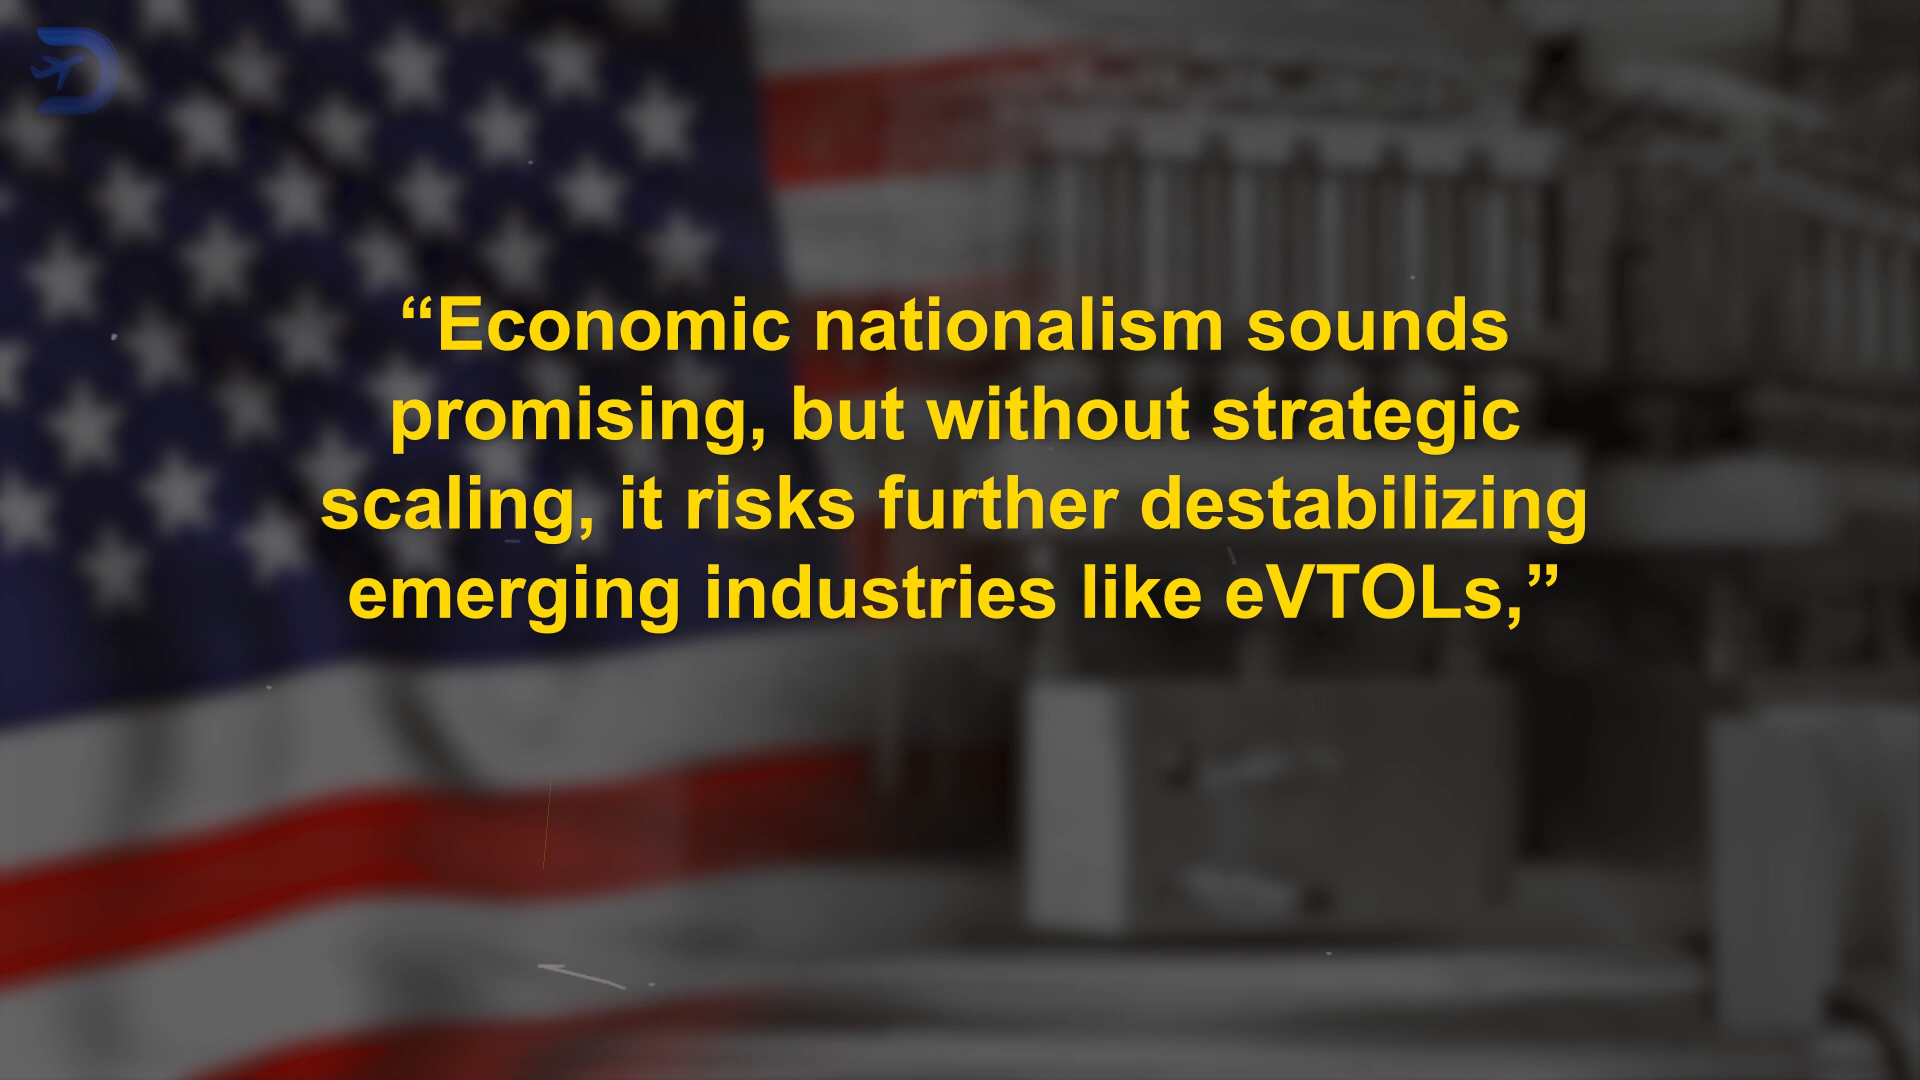 “Economic nationalism sounds
promising, but without strategic
scaling, it risks further destabilizing
emerging industries like eVTOLs,”